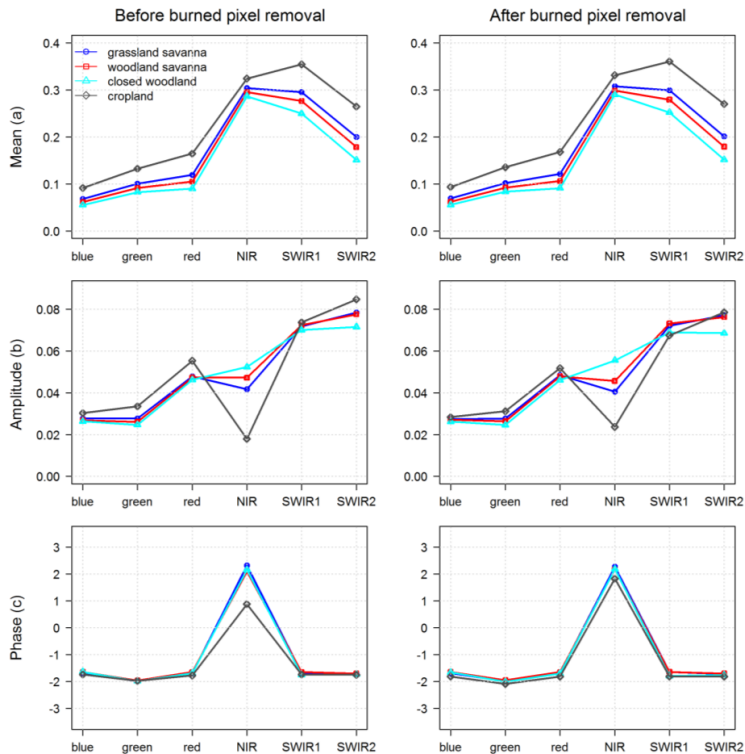 Before burned pixel removal
After burned pixel removal
Mean (a)
0.4
0.3
0.2
0.1
0.0
grassland savanna
woodland savanna
closed woodland
cropland
blue green red NIR SWIR1 SWIR2
0.4
0.3
0.2
0.1
0.0
blue green red NIR SWIR1 SWIR2
Amplitude (b)
0.08
0.06
0.04
0.02
0.00
blue green red NIR SWIR1 SWIR2
0.08
0.06
0.04
0.02
0.00
blue green red NIR SWIR1 SWIR2
Phase (c)
3
2
1
0
-1
-2
-3
blue green red NIR SWIR1 SWIR2
3
2
1
0
-1
-2
-3
blue green red NIR SWIR1 SWIR2